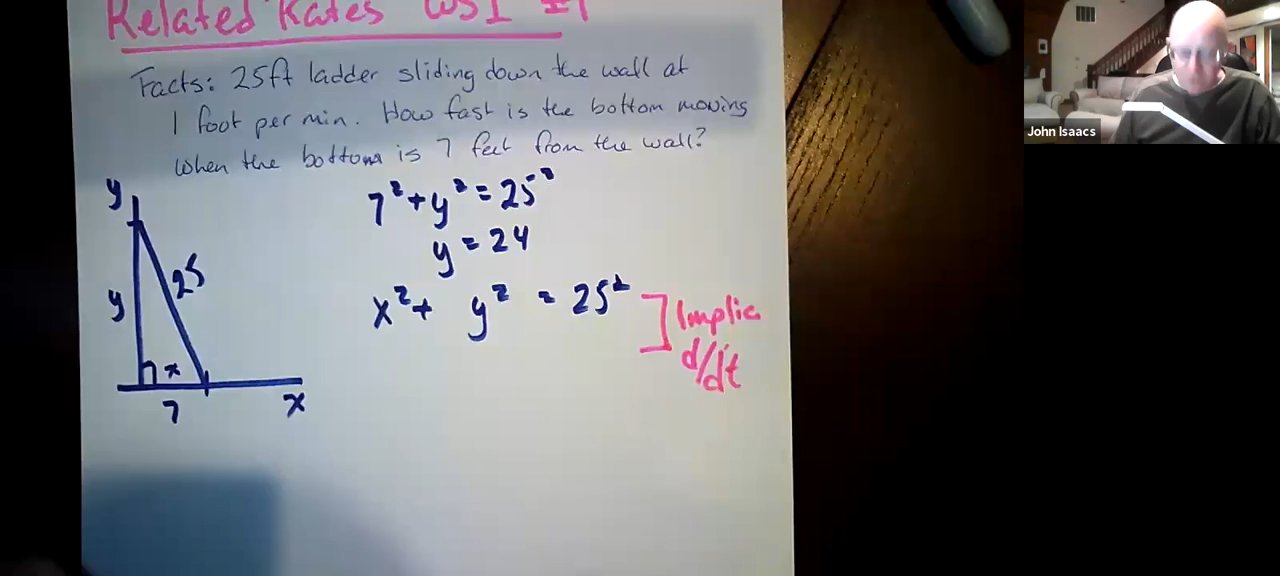 Related Rates WS1 #1
Facts: 25ft ladder sliding down the wall at
1 foot per min. How fast is the bottom moving
when the bottom is 7 feet from the wall?
y
y
25
x
7
x
7² + y² = 25²
y = 24
x² + y² = 25²
] Implic
d/dt
John Isaacs